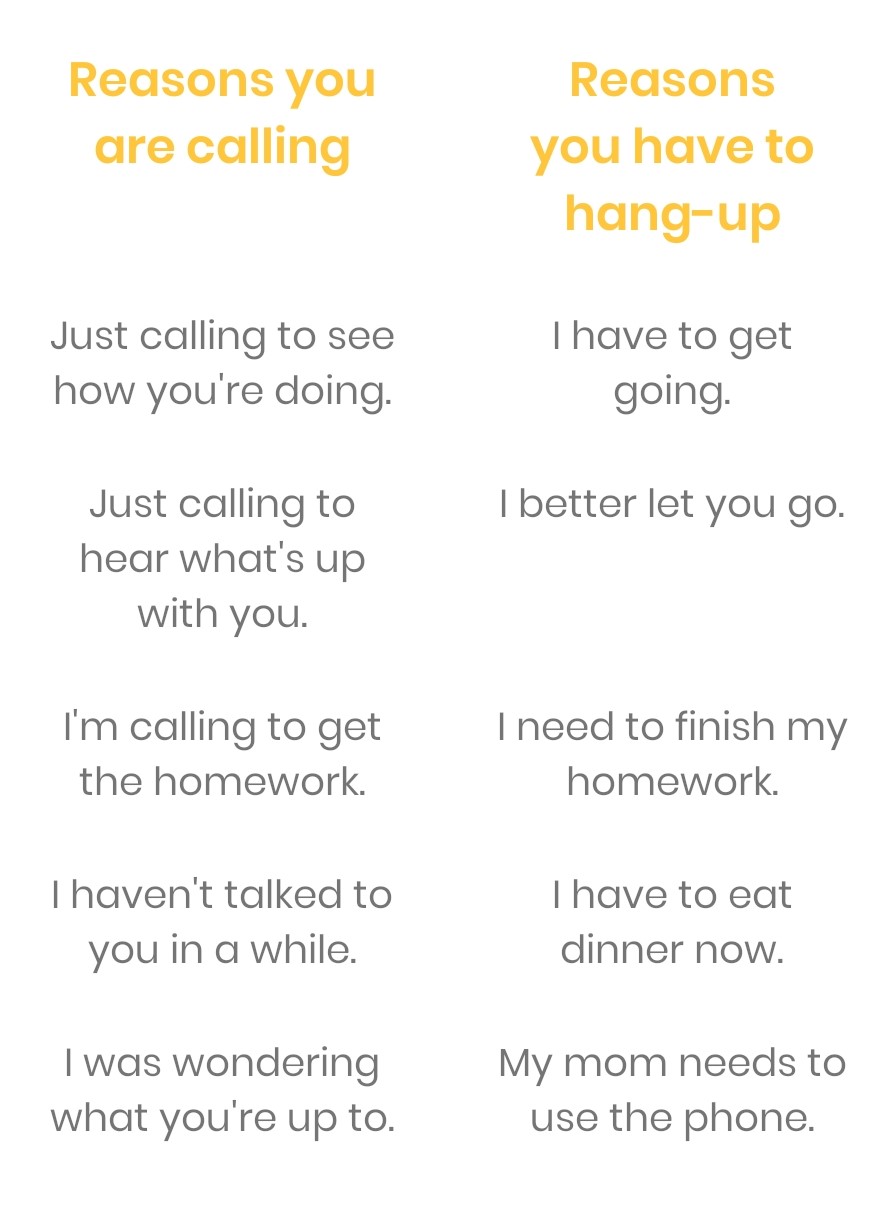 Reasons you
are calling
Reasons
you have to
hang-up
Just calling to see
how you're doing.
I have to get
going.
Just calling to
hear what's up
with you.
I better let you go.
I'm calling to get
the homework.
I need to finish my
homework.
I haven't talked to
you in a while.
I have to eat
dinner now.
I was wondering
what you're up to.
My mom needs to
use the phone.